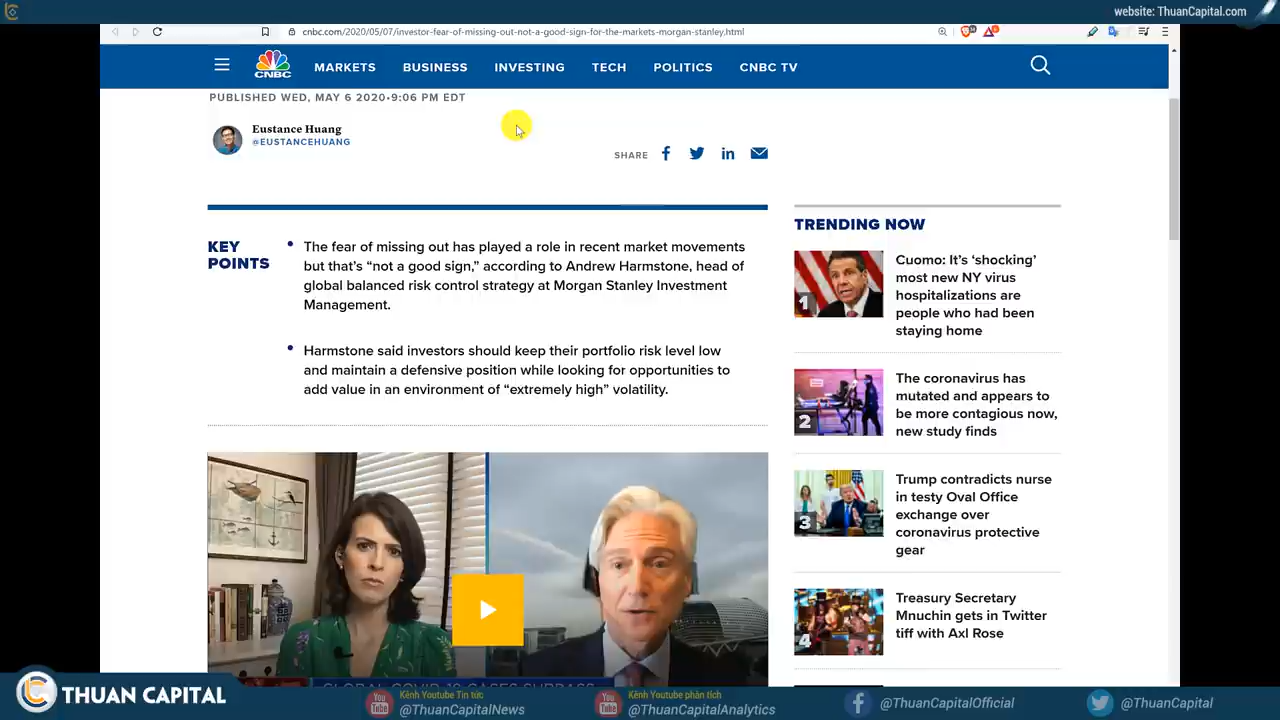 website: ThuanCapital.com
cnbc.com/2020/05/07/investor-fear-of-missing-out-not-a-good-sign-for-the-markets-morgan-stanley.html
CNBC
MARKETS
BUSINESS
INVESTING
TECH
POLITICS
CNBC TV
PUBLISHED WED, MAY 6 2020•9:06 PM EDT
Eustance Huang
@EUSTANCEHUANG
SHARE
KEY
POINTS
The fear of missing out has played a role in recent market movements
but that's “not a good sign,” according to Andrew Harmstone, head of
global balanced risk control strategy at Morgan Stanley Investment
Management.
Harmstone said investors should keep their portfolio risk level low
and maintain a defensive position while looking for opportunities to
add value in an environment of “extremely high” volatility.
TRENDING NOW
1
Cuomo: It's ‘shocking’
most new NY virus
hospitalizations are
people who had been
staying home
2
The coronavirus has
mutated and appears to
be more contagious now,
new study finds
3
Trump contradicts nurse
in testy Oval Office
exchange over
coronavirus protective
gear
4
Treasury Secretary
Mnuchin gets in Twitter
tiff with Axl Rose
GLOBAL COVID-19 CASES SURPASS
THUAN CAPITAL
You Tube
Kênh Youtube Tin tức:
@ThuanCapitalNews
You Tube
Kênh Youtube phân tích
@ThuanCapitalAnalytics
@ThuanCapitalOfficial
@ThuanCapital